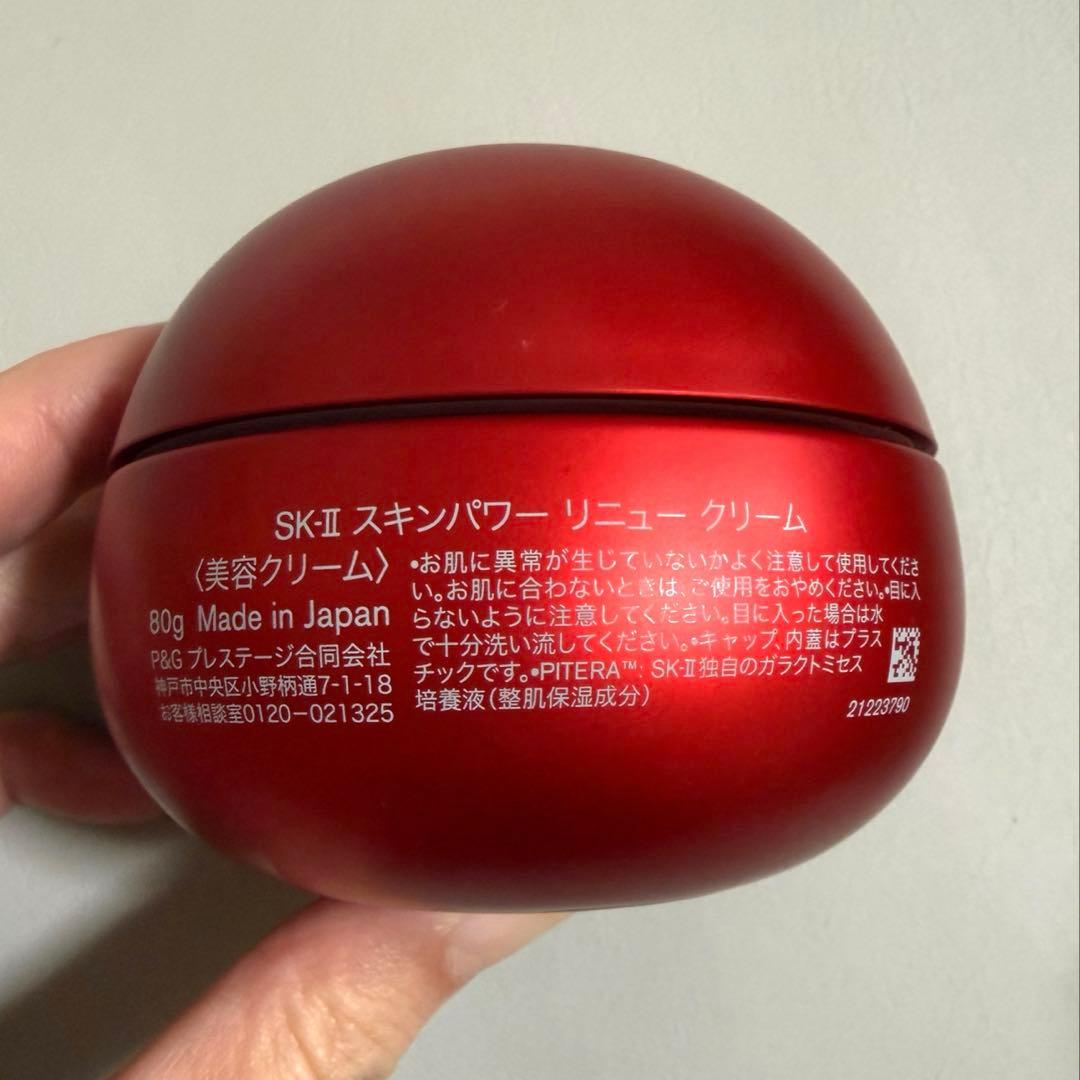 SK-Ⅱ スキンパワー リニュー クリーム
〈美容クリーム〉
80g Made in Japan
P&G プレステージ合同会社
神戸市中央区小野柄通7-1-18
お客様相談室0120-021325
•お肌に異常が生じていないかよく注意して使用してくださ
い。お肌に合わないときは、ご使用をおやめください。•目に入
らないように注意してください。目に入った場合は水
で十分洗い流してください。•キャップ、内蓋はプラス
チックです。•PITERA™: SK-Ⅱ独自のガラクトミセス
培養液(整肌保湿成分)
21223790